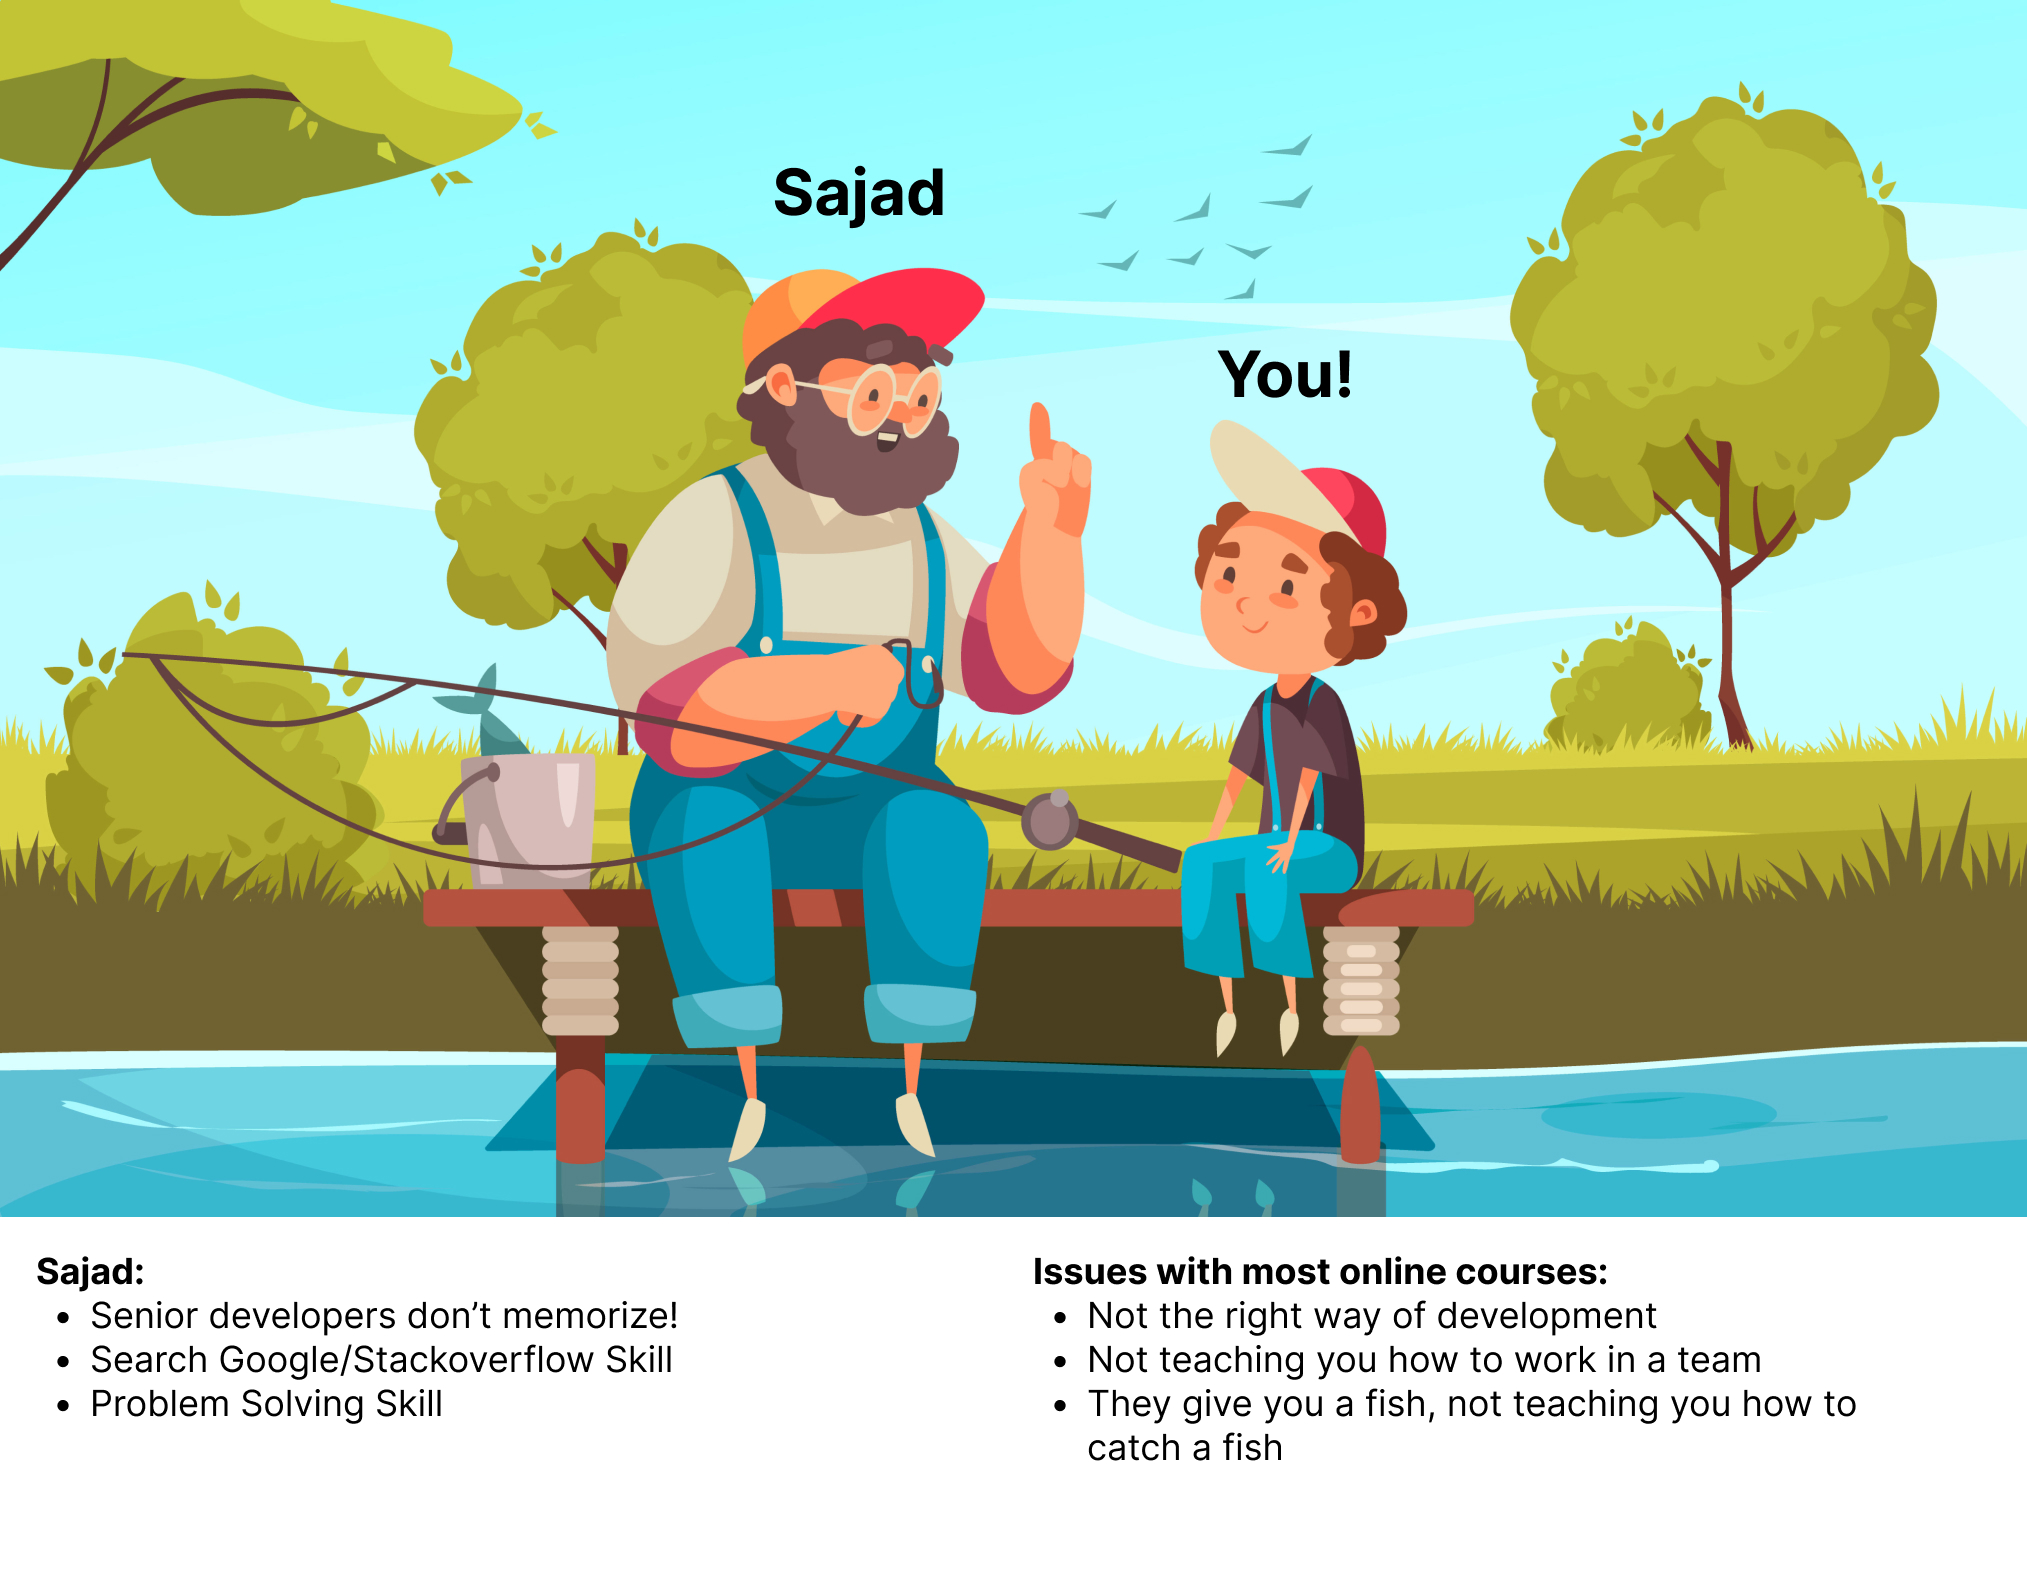 Sajad
You!
Sajad:
• Senior developers don’t memorize!
• Search Google/Stackoverflow Skill
• Problem Solving Skill
Issues with most online courses:
• Not the right way of development
• Not teaching you how to work in a team
• They give you a fish, not teaching you how to
catch a fish